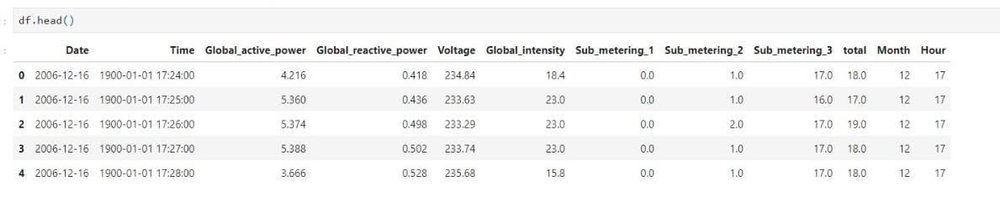 : df.head()
: Date Time Global_active_power Global_reactive_power Voltage Global_intensity Sub_metering_1 Sub_metering_2 Sub_metering_3 total Month Hour
0 2006-12-16 1900-01-01 17:24:00 4.216 0.418 234.84 18.4 0.0 1.0 17.0 18.0 12 17
1 2006-12-16 1900-01-01 17:25:00 5.360 0.436 233.63 23.0 0.0 1.0 16.0 17.0 12 17
2 2006-12-16 1900-01-01 17:26:00 5.374 0.498 233.29 23.0 0.0 2.0 17.0 19.0 12 17
3 2006-12-16 1900-01-01 17:27:00 5.388 0.502 233.74 23.0 0.0 1.0 17.0 18.0 12 17
4 2006-12-16 1900-01-01 17:28:00 3.666 0.528 235.68 15.8 0.0 1.0 17.0 18.0 12 17